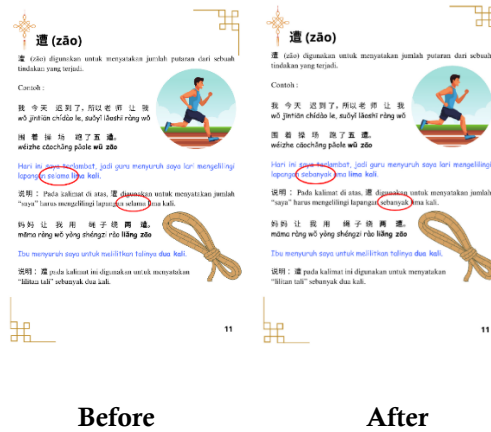 遭 (zāo)
遭 (zāo) digunakan untuk menyatakan jumlah putaran dari sebuah
tindakan yang terjadi.
Contoh :
我 今天 迟到了, 所以老 师 让 我
wǒ jīntiān chídào le, suǒyǐ lǎoshī ràng wǒ
围 着 操 场 跑了五 遭。
wéizhe cāochǎng pǎole wǔ zāo
Hari ini saya terlambat, jadi guru menyuruh saya lari mengelilingi
lapangan selama lima kali.
说明 : Pada kalimat di atas, 遭 digunakan untuk menyatakan jumlah
“saya” harus mengelilingi lapangan selama lima kali.
妈妈 让 我 用 绳 子 绕 两 遭。
māma ràng wǒ yòng shéngzi rào liǎng zāo
Ibu menyuruh saya untuk melilitkan talinya dua kali.
说明 : 遭 pada kalimat ini digunakan untuk menyatakan
“lilitan tali” sebanyak dua kali.
11
遭 (zāo)
遭 (zāo) digunakan untuk menyatakan jumlah putaran dari sebuah
tindakan yang terjadi.
Contoh :
我 今天 迟到了, 所以老 师 让 我
wǒ jīntiān chídào le, suǒyǐ lǎoshī ràng wǒ
围 着 操 场 跑了五 遭。
wéizhe cāochǎng pǎole wǔ zāo
Hari ini saya terlambat, jadi guru menyuruh saya lari mengelilingi
lapangan sebanyak lima kali.
说明 : Pada kalimat di atas, 遭 digunakan untuk menyatakan jumlah
“saya” harus mengelilingi lapangan sebanyak lima kali.
妈妈 让 我 用 绳 子 绕 两 遭。
māma ràng wǒ yòng shéngzi rào liǎng zāo
Ibu menyuruh saya untuk melilitkan talinya dua kali.
说明 : 遭 pada kalimat ini digunakan untuk menyatakan
“lilitan tali” sebanyak dua kali.
11
Before
After